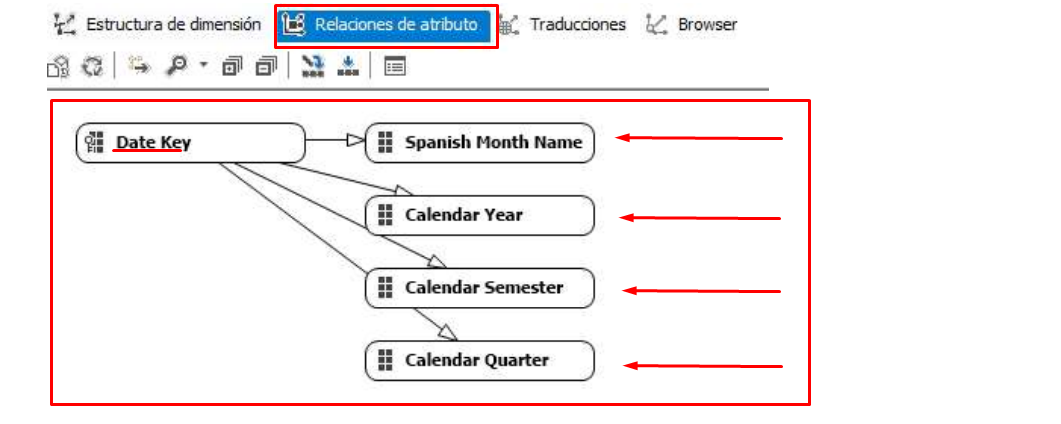 Estructura de dimensión Relaciones de atributo Traducciones Browser
Date Key
Spanish Month Name
Calendar Year
Calendar Semester
Calendar Quarter